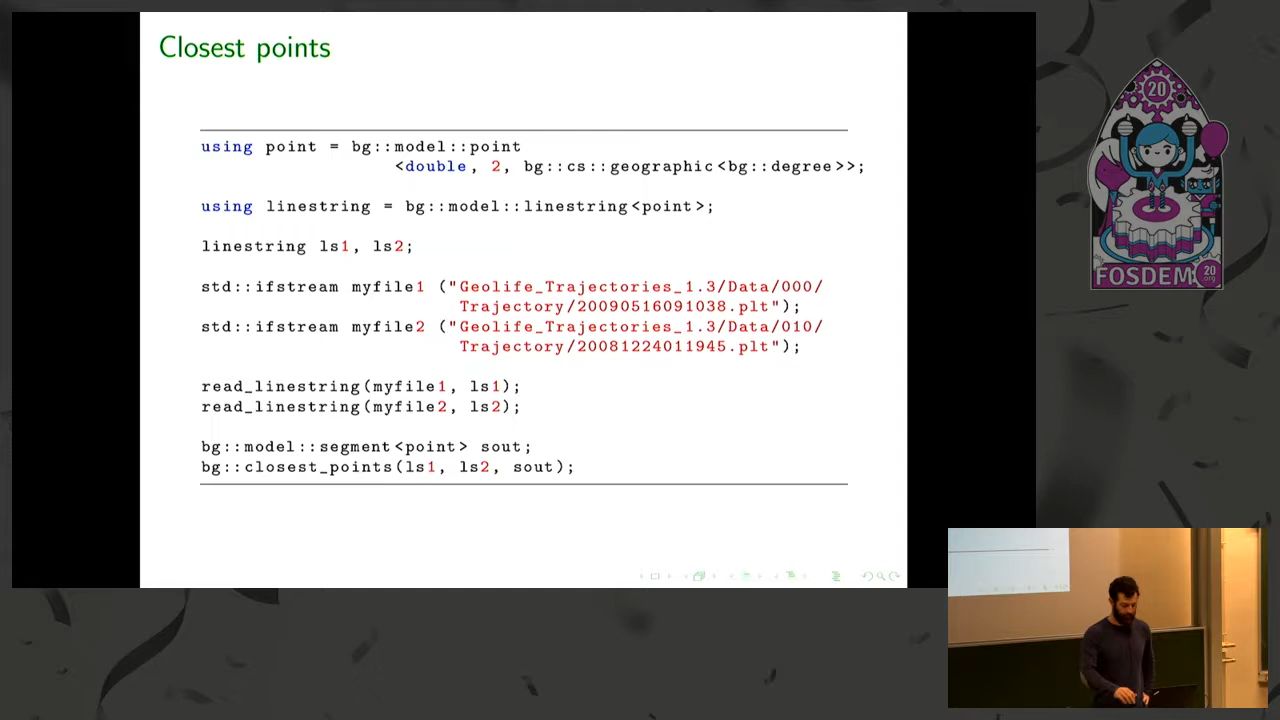 Closest points
using point = bg::model::point
<double, 2, bg::cs::geographic<bg::degree>>;
using linestring = bg::model::linestring<point>;
linestring ls1, ls2;
std::ifstream myfile1 ("Geolife_Trajectories_1.3/Data/000/
Trajectory/20090516091038.plt");
std::ifstream myfile2 ("Geolife_Trajectories_1.3/Data/010/
Trajectory/20081224011945.plt");
read_linestring(myfile1, ls1);
read_linestring(myfile2, ls2);
bg::model::segment<point> sout;
bg::closest_points(ls1, ls2, sout);
20
FOSDEM
20
.org